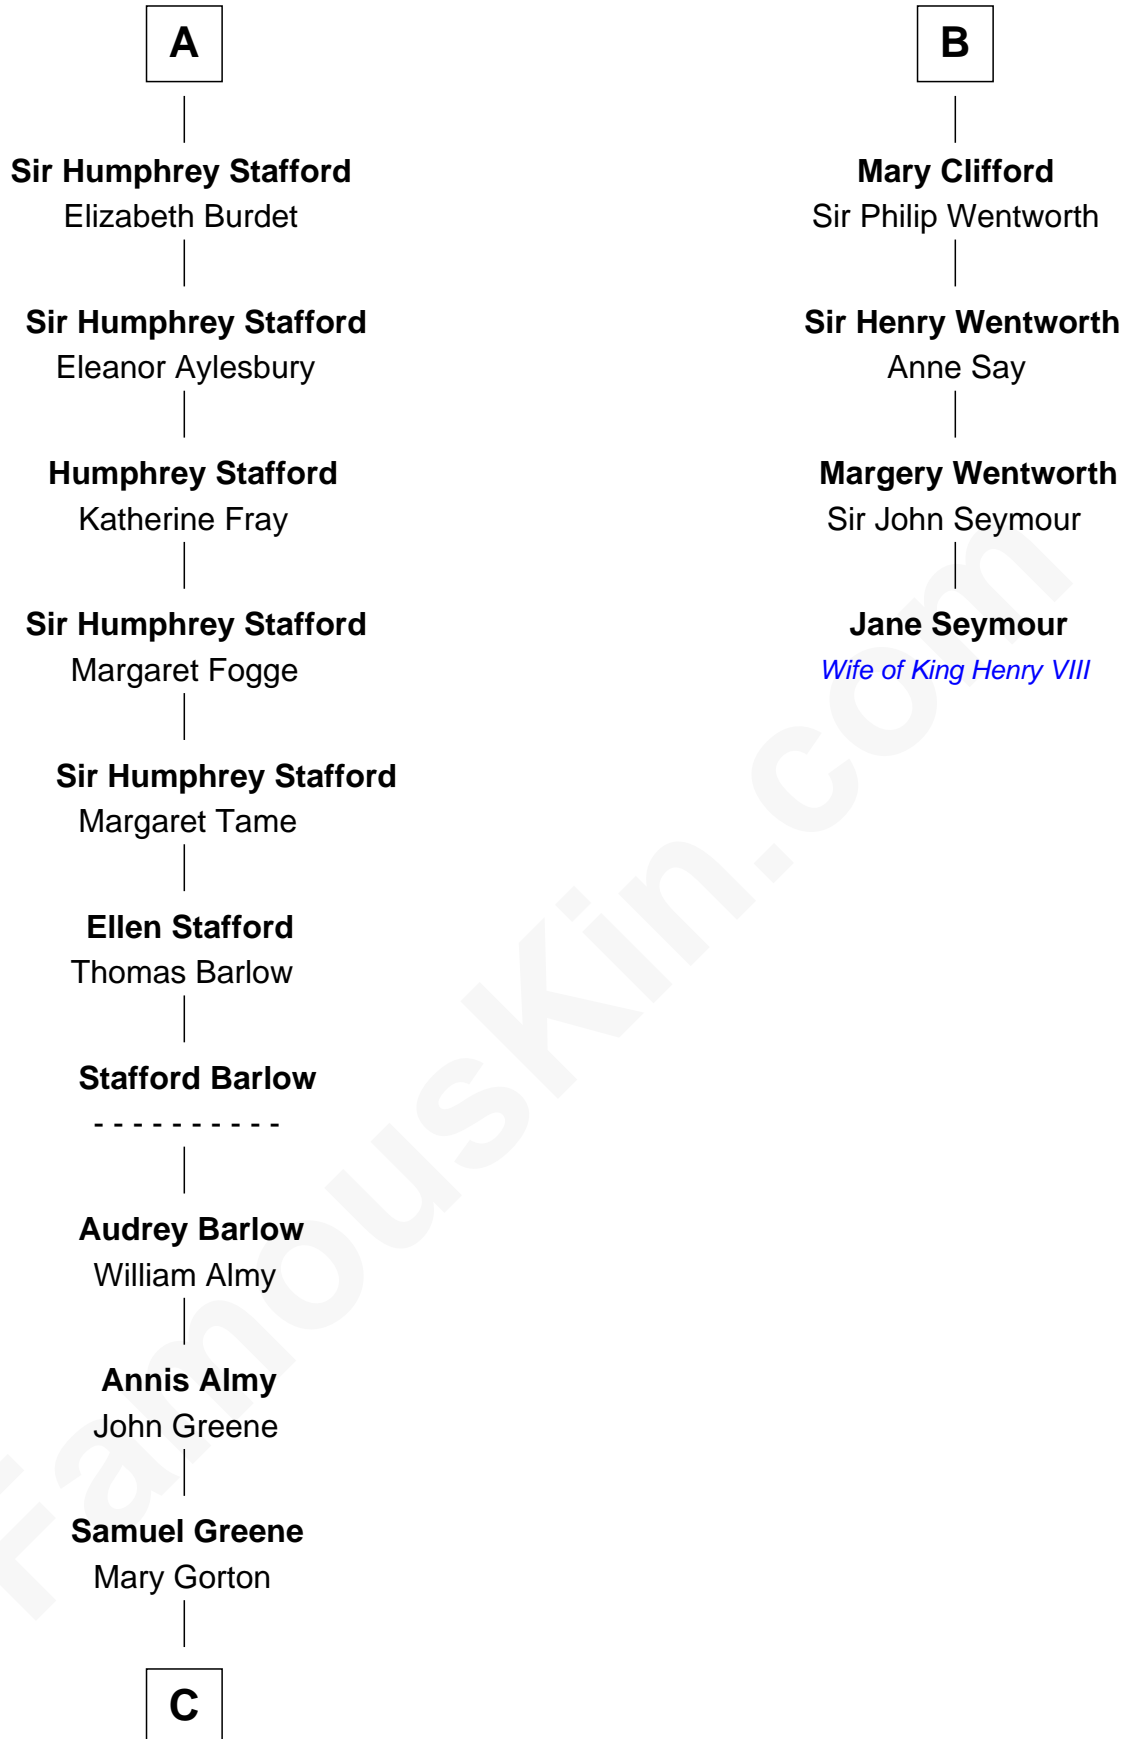 A
Sir Humphrey Stafford
Elizabeth Burdet
Sir Humphrey Stafford
Eleanor Aylesbury
Humphrey Stafford
Katherine Fray
Sir Humphrey Stafford
Margaret Fogge
Sir Humphrey Stafford
Margaret Tame
Ellen Stafford
Thomas Barlow
Stafford Barlow
- - - - - - - - - -
Audrey Barlow
William Almy
Annis Almy
John Greene
Samuel Greene
Mary Gorton
C
B
Mary Clifford
Sir Philip Wentworth
Sir Henry Wentworth
Anne Say
Margery Wentworth
Sir John Seymour
Jane Seymour
Wife of King Henry VIII
FamousKin.com